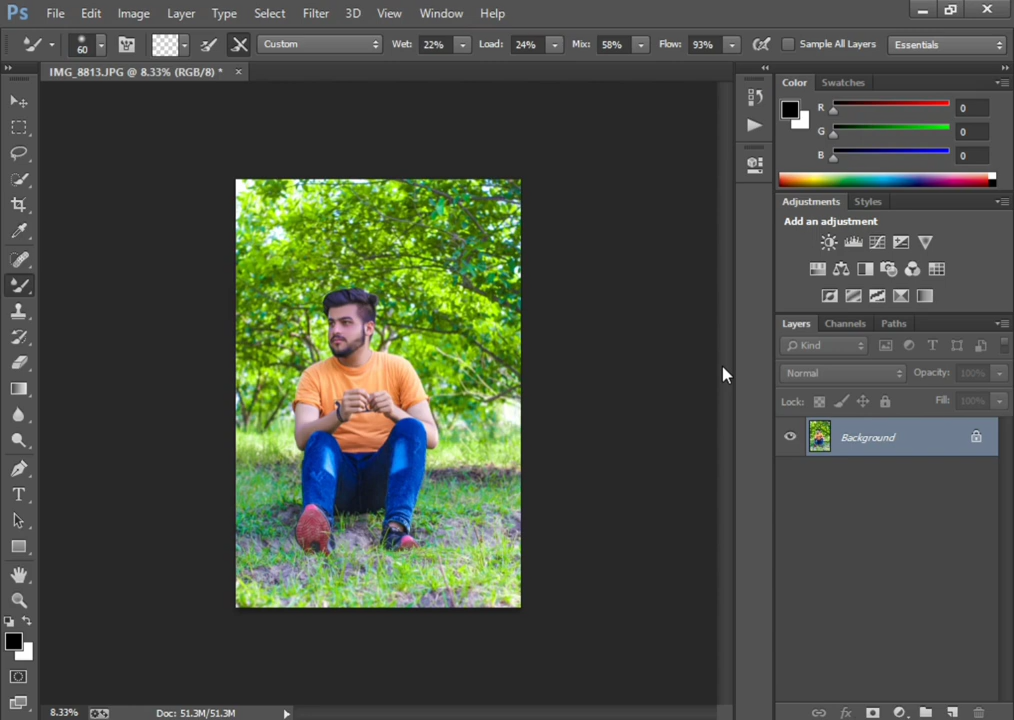 Ps File Edit Image Layer Type Select Filter 3D View Window Help
60 Custom Wet: 22% Load: 24% Mix: 58% Flow: 93% Sample All Layers Essentials
IMG_8813.JPG @ 8.33% (RGB/8) *
Color Swatches
R 0
G 0
B 0
Adjustments Styles
Add an adjustment
Layers Channels Paths
Kind
Normal Opacity: 100%
Lock: Fill: 100%
Background
8.33% Doc: 51.3M/51.3M